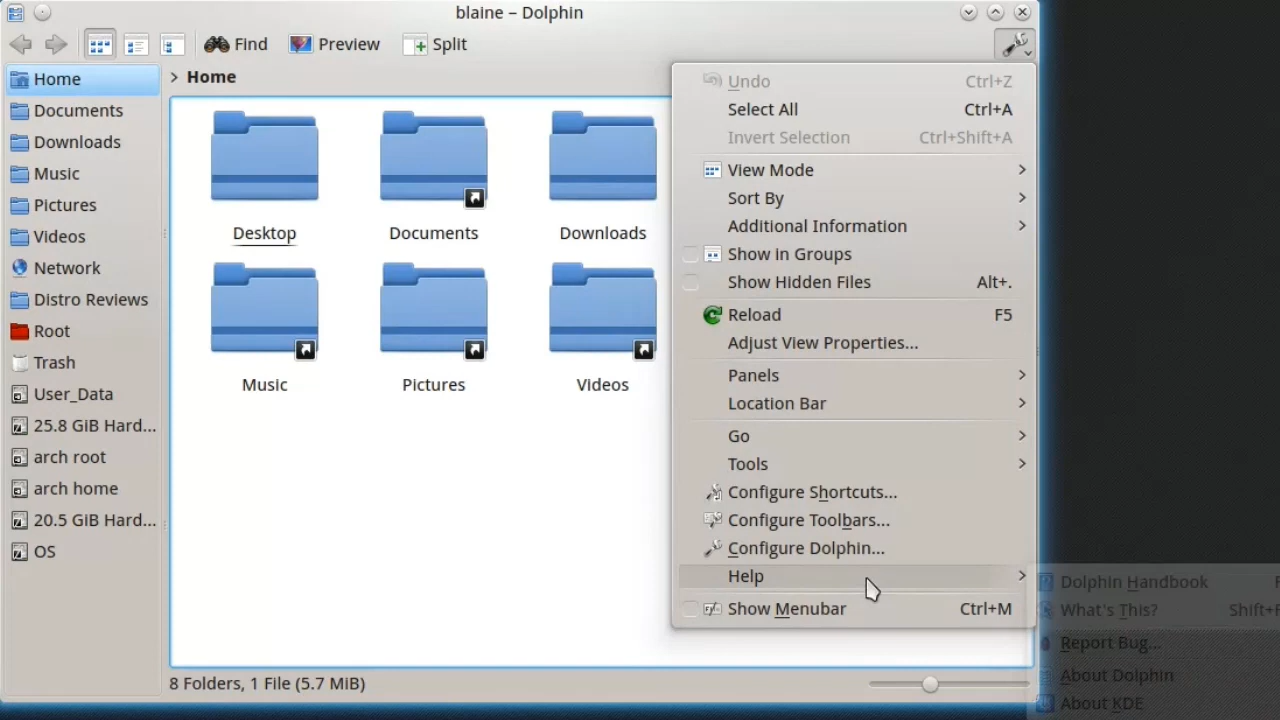 blaine – Dolphin
Find Preview Split
Home
Documents
Downloads
Music
Pictures
Videos
Network
Distro Reviews
Root
Trash
User_Data
25.8 GiB Hard...
arch root
arch home
20.5 GiB Hard...
OS
> Home
Desktop Documents Downloads
Music Pictures Videos
8 Folders, 1 File (5.7 MiB)
Undo Ctrl+Z
Select All Ctrl+A
Invert Selection Ctrl+Shift+A
View Mode
Sort By
Additional Information
Show in Groups
Show Hidden Files Alt+.
Reload F5
Adjust View Properties...
Panels
Location Bar
Go
Tools
Configure Shortcuts...
Configure Toolbars...
Configure Dolphin...
Help
Show Menubar Ctrl+M
Dolphin Handbook
What's This? Shift+F
Report Bug...
About Dolphin
About KDE